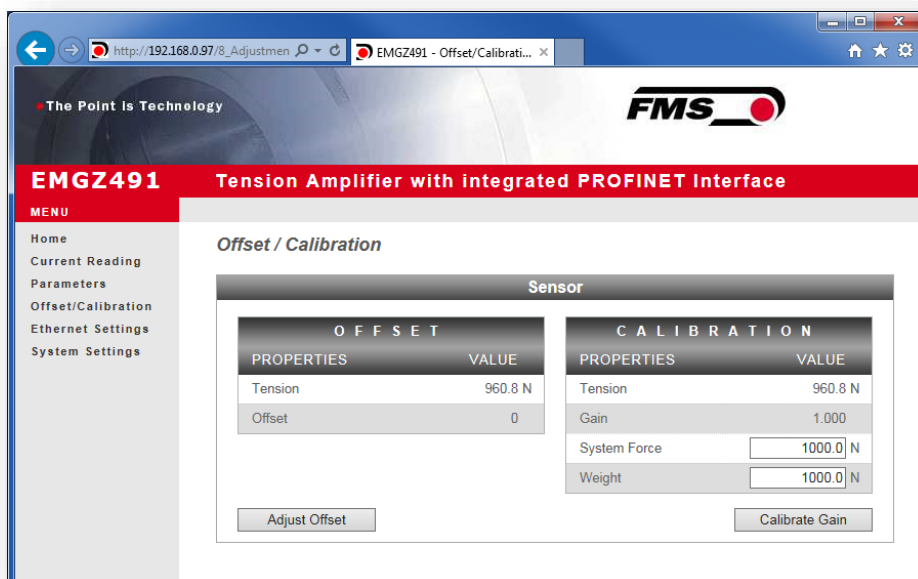 http://192.168.0.97/8_Adjustmen
EMGZ491 - Offset/Calibrati...
The Point Is Technology
FMS
EMGZ491 Tension Amplifier with integrated PROFINET Interface
MENU
Home
Current Reading
Parameters
Offset/Calibration
Ethernet Settings
System Settings
Offset / Calibration
Sensor
OFFSET
PROPERTIES VALUE
Tension 960.8 N
Offset 0
CALIBRATION
PROPERTIES VALUE
Tension 960.8 N
Gain 1.000
System Force 1000.0 N
Weight 1000.0 N
Adjust Offset
Calibrate Gain